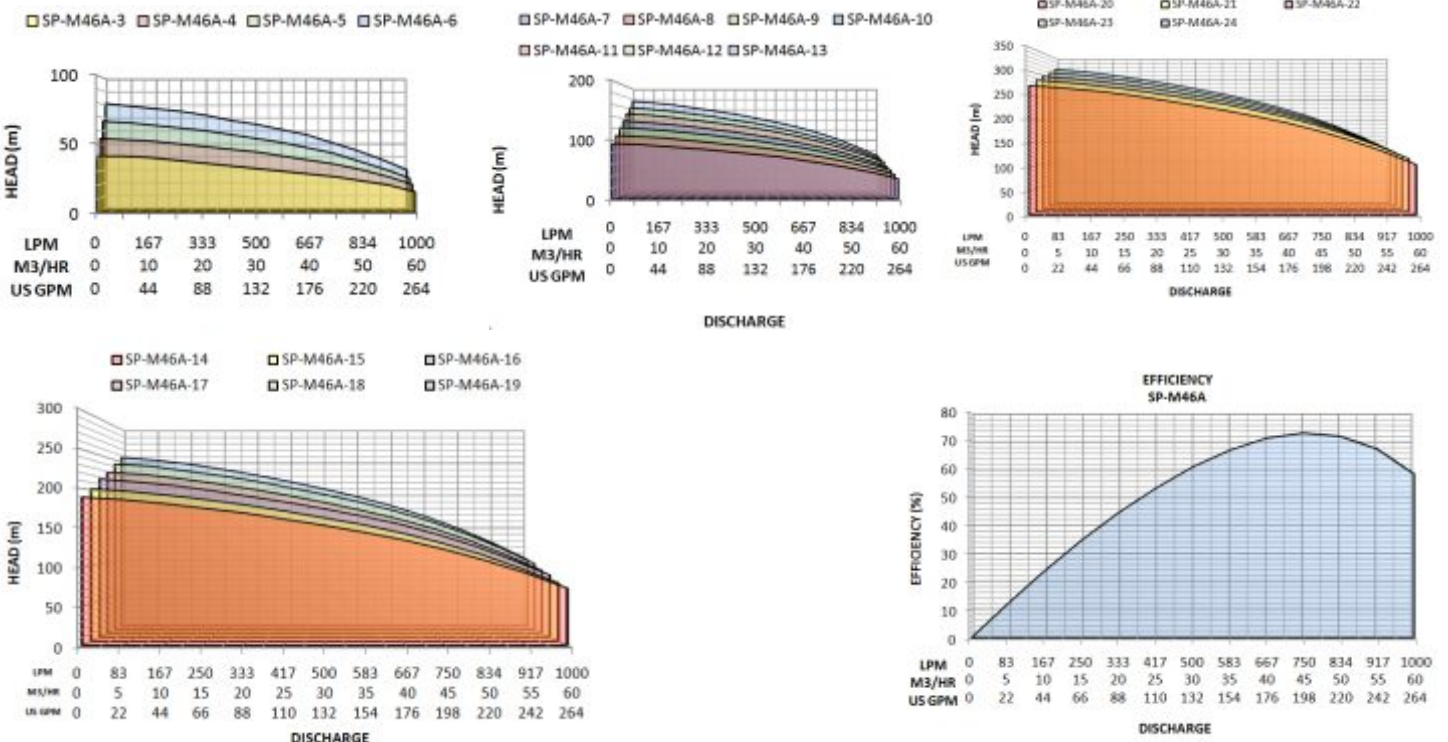 SP-M46A-3 SP-M46A-4 SP-M46A-5 SP-M46A-6
100
50
0
HEAD (m)
LPM 0 167 333 500 667 834 1000
M3/HR 0 10 20 30 40 50 60
US GPM 0 44 88 132 176 220 264
SP-M46A-7 SP-M46A-8 SP-M46A-9 SP-M46A-10
SP-M46A-11 SP-M46A-12 SP-M46A-13
200
100
0
HEAD (m)
LPM 0 167 333 500 667 834 1000
M3/HR 0 10 20 30 40 50 60
US GPM 0 44 88 132 176 220 264
DISCHARGE
SP-M46A-20 SP-M46A-21 SP-M46A-22
SP-M46A-23 SP-M46A-24
350
300
250
200
150
100
50
0
HEAD (m)
LPM 0 83 167 250 333 417 500 583 667 750 834 917 1000
M3/HR 0 5 10 15 20 25 30 35 40 45 50 55 60
US GPM 0 22 44 66 88 110 132 154 176 198 220 242 264
DISCHARGE
SP-M46A-14 SP-M46A-15 SP-M46A-16
SP-M46A-17 SP-M46A-18 SP-M46A-19
300
250
200
150
100
50
0
HEAD (m)
LPM 0 83 167 250 333 417 500 583 667 750 834 917 1000
M3/HR 0 5 10 15 20 25 30 35 40 45 50 55 60
US GPM 0 22 44 66 88 110 132 154 176 198 220 242 264
DISCHARGE
EFFICIENCY
SP-M46A
80
70
60
50
40
30
20
10
0
EFFICIENCY (%)
LPM 0 83 167 250 333 417 500 583 667 750 834 917 1000
M3/HR 0 5 10 15 20 25 30 35 40 45 50 55 60
US GPM 0 22 44 66 88 110 132 154 176 198 220 242 264
DISCHARGE